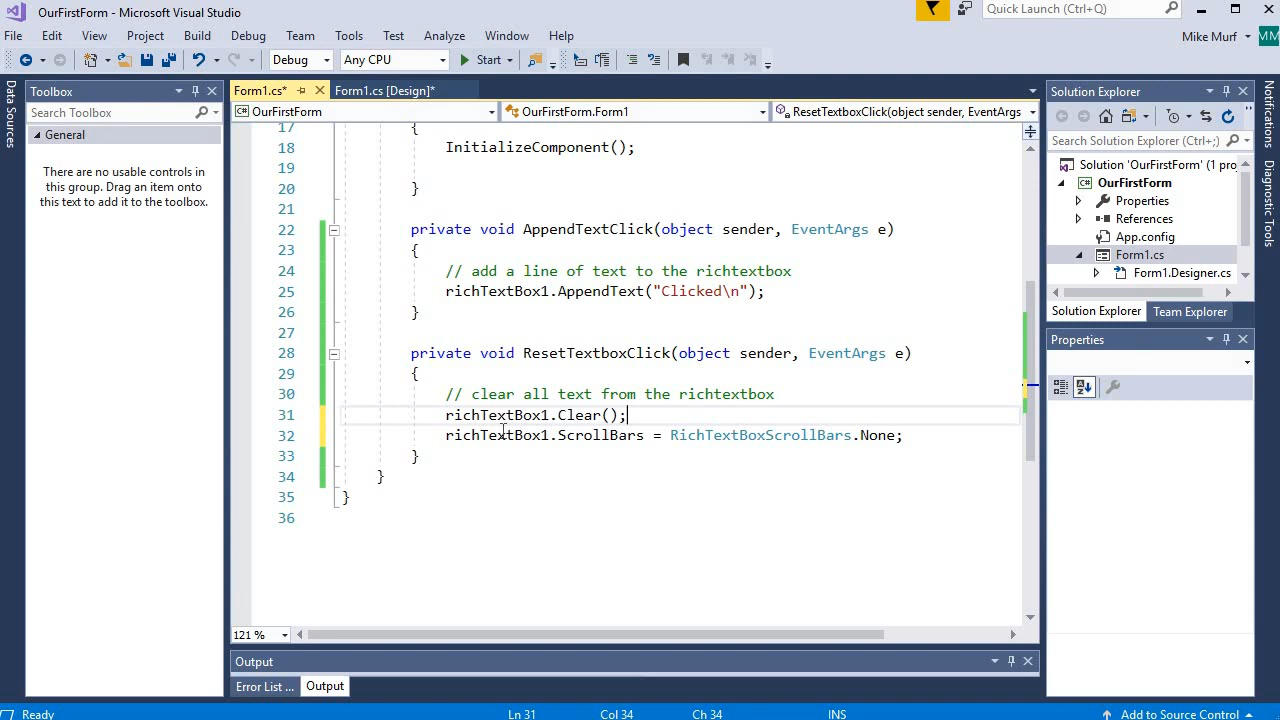 OurFirstForm - Microsoft Visual Studio
Quick Launch (Ctrl+Q)
File Edit View Project Build Debug Team Tools Test Analyze Window Help
Mike Murf
MM
Debug Any CPU Start
Data Sources
Toolbox
Search Toolbox
General
There are no usable controls in
this group. Drag an item onto
this text to add it to the toolbox.
Form1.cs* Form1.cs [Design]*
OurFirstForm OurFirstForm.Form1 ResetTextboxClick(object sender, EventArgs
17 {
18 InitializeComponent();
19
20 }
21
22 private void AppendTextClick(object sender, EventArgs e)
23 {
24 // add a line of text to the richtextbox
25 richTextBox1.AppendText("Clicked\n");
26 }
27
28 private void ResetTextboxClick(object sender, EventArgs e)
29 {
30 // clear all text from the richtextbox
31 richTextBox1.Clear();
32 richTextBox1.ScrollBars = RichTextBoxScrollBars.None;
33 }
34 }
35 }
36
121 %
Output
Error List ... Output
Solution Explorer
Search Solution Explorer (Ctrl+;)
Solution 'OurFirstForm' (1 proj
OurFirstForm
Properties
References
App.config
Form1.cs
Form1.Designer.cs
Solution Explorer Team Explorer
Properties
Notifications
Diagnostic Tools
Ready Ln 31 Col 34 Ch 34 INS Add to Source Control